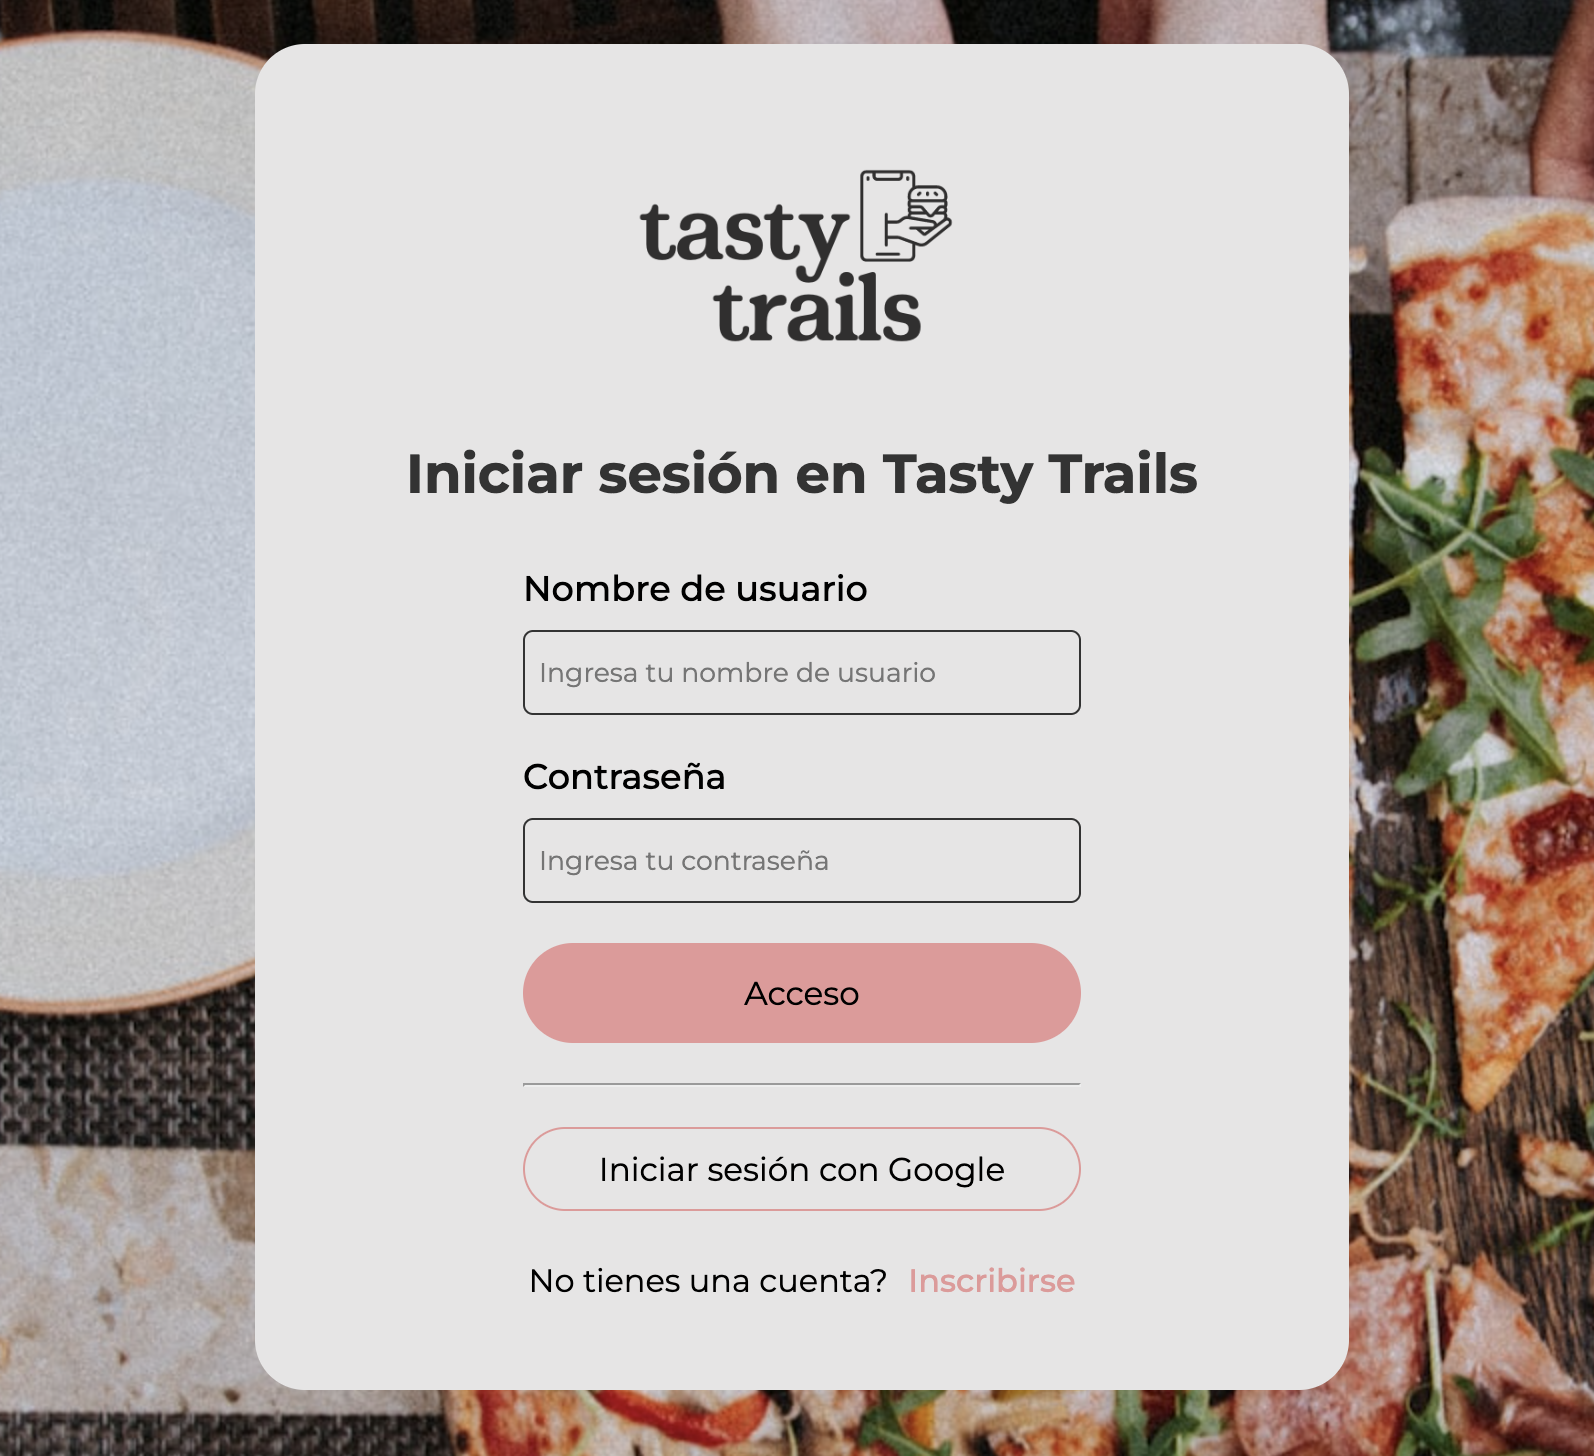 tasty
trails
Iniciar sesión en Tasty Trails
Nombre de usuario
Ingresa tu nombre de usuario
Contraseña
Ingresa tu contraseña
Acceso
Iniciar sesión con Google
No tienes una cuenta? Inscribirse